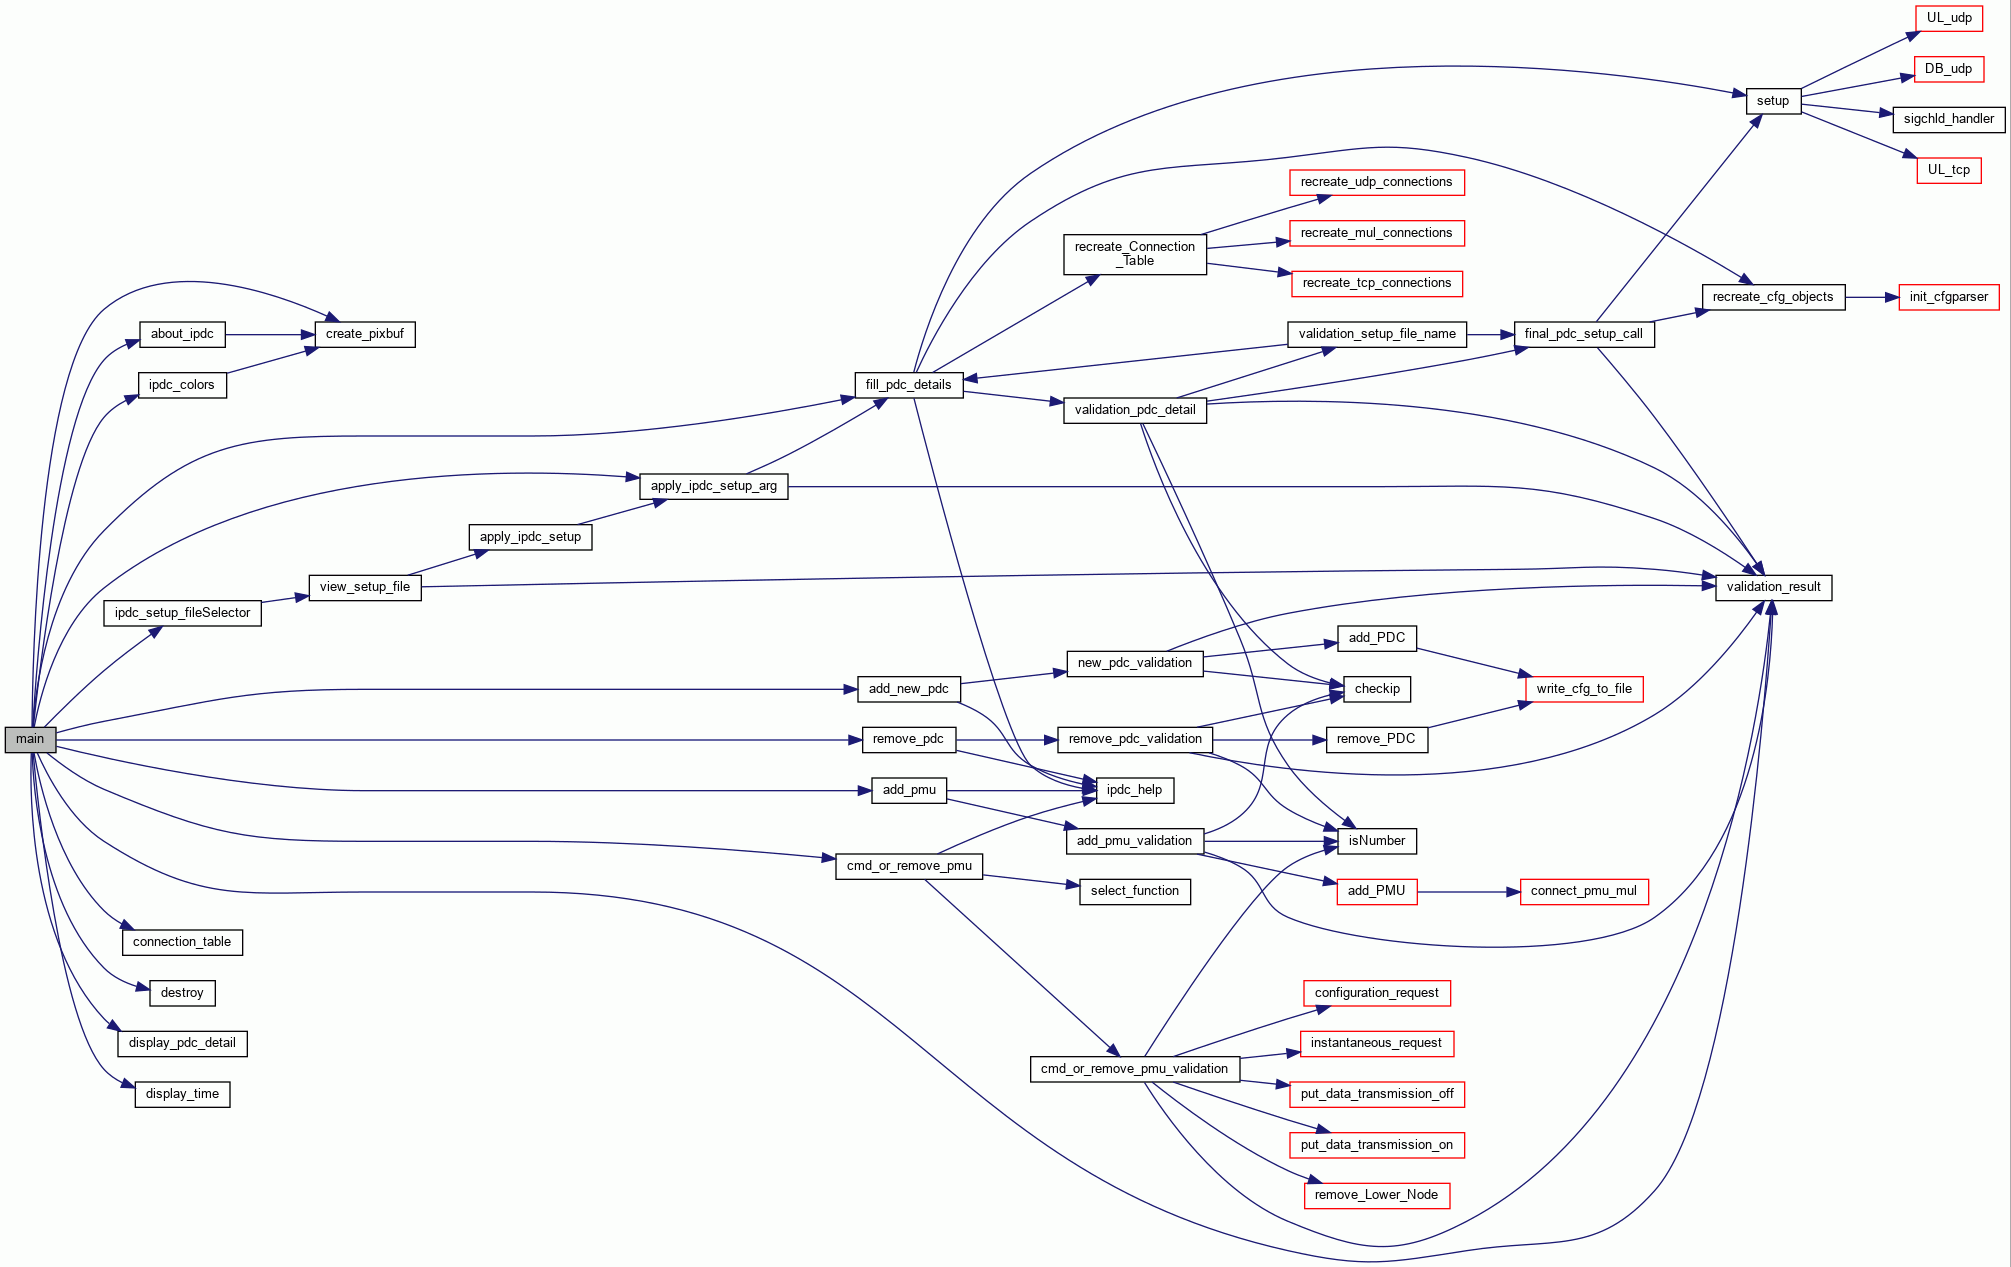 UL_udp
DB_udp
setup
sigchld_handler
UL_tcp
recreate_udp_connections
recreate_mul_connections
recreate_Connection
_Table
recreate_tcp_connections
recreate_cfg_objects
init_cfgparser
about_ipdc
create_pixbuf
validation_setup_file_name
final_pdc_setup_call
ipdc_colors
fill_pdc_details
validation_pdc_detail
apply_ipdc_setup_arg
apply_ipdc_setup
view_setup_file
validation_result
ipdc_setup_fileSelector
add_PDC
new_pdc_validation
add_new_pdc
checkip
write_cfg_to_file
main
remove_pdc
remove_pdc_validation
remove_PDC
add_pmu
ipdc_help
add_pmu_validation
isNumber
cmd_or_remove_pmu
select_function
add_PMU
connect_pmu_mul
connection_table
destroy
configuration_request
display_pdc_detail
instantaneous_request
cmd_or_remove_pmu_validation
display_time
put_data_transmission_off
put_data_transmission_on
remove_Lower_Node